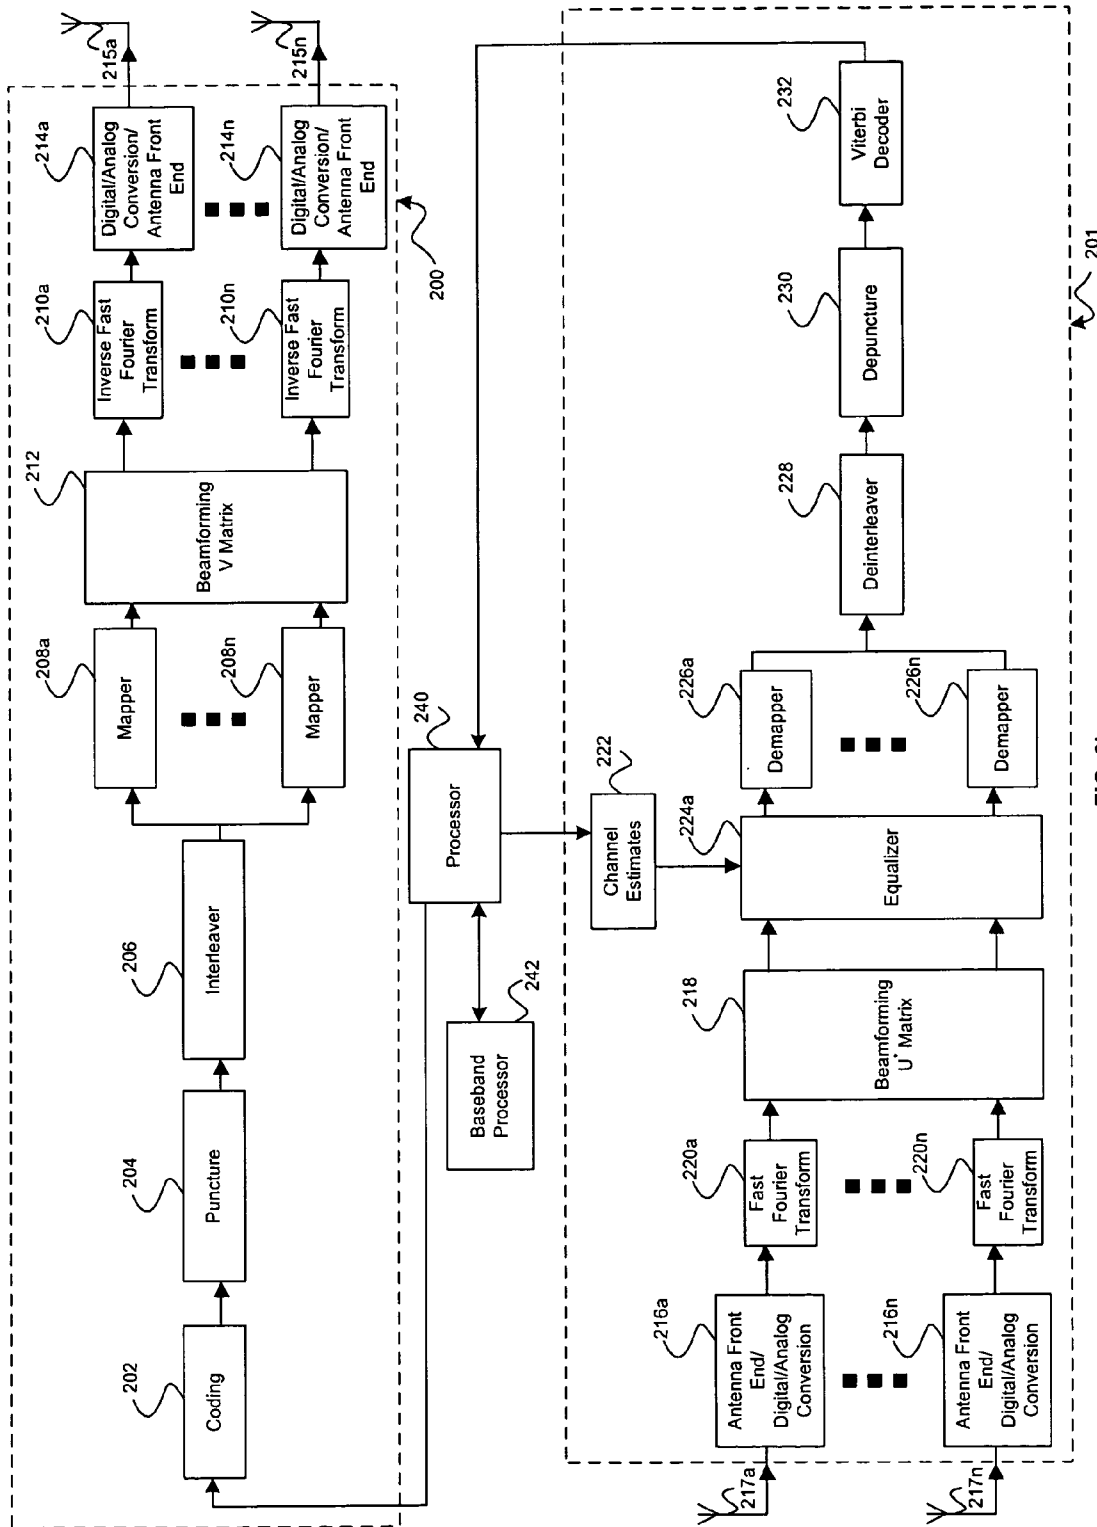 202
Coding
204
Puncture
206
Interleaver
208a
Mapper
208n
Mapper
212
Beamforming
V Matrix
210a
Inverse Fast
Fourier
Transform
210n
Inverse Fast
Fourier
Transform
214a
Digital/Analog
Conversion/
Antenna Front
End
214n
Digital/Analog
Conversion/
Antenna Front
End
215a
215n
200
240
Processor
242
Baseband
Processor
217a
217n
216a
Antenna Front
End/
Digital/Analog
Conversion
216n
Antenna Front
End/
Digital/Analog
Conversion
220a
Fast
Fourier
Transform
220n
Fast
Fourier
Transform
218
Beamforming
U* Matrix
222
Channel
Estimates
224a
Equalizer
226a
Demapper
226n
Demapper
228
Deinterleaver
230
Depuncture
232
Viterbi
Decoder
201